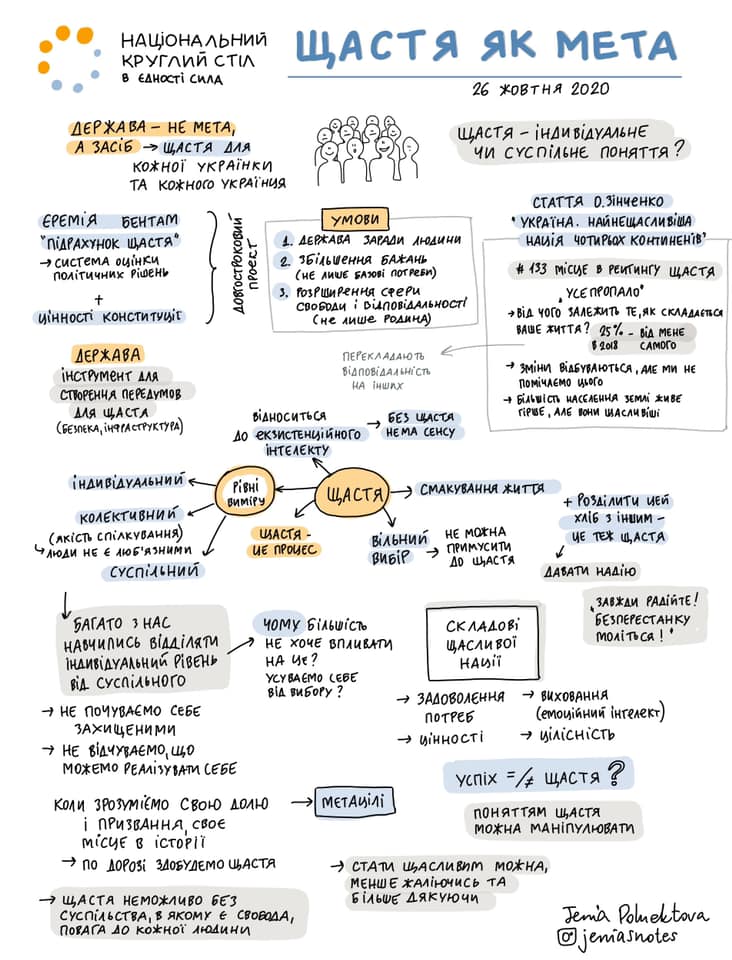 НАЦІОНАЛЬНИЙ
КРУГЛИЙ СТІЛ
В ЄДНОСТІ СИЛА
ЩАСТЯ ЯК МЕТА
26 ЖОВТНЯ 2020
ДЕРЖАВА – НЕ МЕТА,
А ЗАСІБ → ЩАСТЯ ДЛЯ
КОЖНОЇ УКРАЇНКИ
ТА КОЖНОГО УКРАЇНЦЯ
ЩАСТЯ – ІНДИВІДУАЛЬНЕ
ЧИ СУСПІЛЬНЕ ПОНЯТТЯ?
ЄРЕМІЯ БЕНТАМ
"ПІДРАХУНОК ЩАСТЯ"
→ СИСТЕМА ОЦІНКИ
ПОЛІТИЧНИХ РІШЕНЬ
+
ЦІННОСТІ КОНСТИТУЦІЇ
ДОВГОСТРОКОВИЙ
ПРОЕКТ
УМОВИ
1. ДЕРЖАВА ЗАРАДИ ЛЮДИНИ
2. ЗБІЛЬШЕННЯ БАЖАНЬ
(НЕ ЛИШЕ БАЗОВІ ПОТРЕБИ)
3. РОЗШИРЕННЯ СФЕРИ
СВОБОДИ І ВІДПОВІДАЛЬНОСТІ
(НЕ ЛИШЕ РОДИНА)
СТАТТЯ О.ЗІНЧЕНКО
"УКРАЇНА. НАЙНЕЩАСЛИВІША
НАЦІЯ ЧОТИРЬОХ КОНТИНЕНІВ"
# 133 МІСЦЕ В РЕЙТИНГУ ЩАСТЯ
"УСЕ ПРОПАЛО"
→ ВІД ЧОГО ЗАЛЕЖИТЬ ТЕ, ЯК СКЛАДАЄТЬСЯ
ВАШЕ ЖИТТЯ? 25% – ВІД МЕНЕ
В 2018 САМОГО
→ ЗМІНИ ВІДБУВАЮТЬСЯ, АЛЕ МИ НЕ
ПОМІЧАЄМО ЦЬОГО
→ БІЛЬШІСТЬ НАСЕЛЕННЯ ЗЕМЛІ ЖИВЕ
ГІРШЕ, АЛЕ ВОНИ ЩАСЛИВІШІ
ПЕРЕКЛАДАЮТЬ
ВІДПОВІДАЛЬНІСТЬ
НА ІНШИХ
ДЕРЖАВА
ІНСТРУМЕНТ ДЛЯ
СТВОРЕННЯ ПЕРЕДУМОВ
ДЛЯ ЩАСТЯ
(БЕЗПЕКА, ІНФРАСТРУКТУРА)
ВІДНОСИТЬСЯ
ДО ЕКЗИСТЕНЦІЙНОГО
ІНТЕЛЕКТУ
→ БЕЗ ЩАСТЯ
НЕМА СЕНСУ
ІНДИВІДУАЛЬНИЙ
КОЛЕКТИВНИЙ
(ЯКІСТЬ СПІЛКУВАННЯ)
↳ ЛЮДИ НЕ Є ЛЮБ'ЯЗНИМИ
СУСПІЛЬНИЙ
РІВНІ
ВИМІРУ
ЩАСТЯ
ЩАСТЯ –
ЦЕ ПРОЦЕС
СМАКУВАННЯ ЖИТТЯ
ВІЛЬНИЙ
ВИБІР →
НЕ МОЖНА
ПРИМУСИТИ
ДО ЩАСТЯ
+ РОЗДІЛИТИ ЦЕЙ
ХЛІБ З ІНШИМ –
ЦЕ ТЕЖ ЩАСТЯ
ДАВАТИ НАДІЮ
"ЗАВЖДИ РАДІЙТЕ!
БЕЗПЕРЕСТАНКУ
МОЛІТЬСЯ!"
БАГАТО З НАС
НАВЧИЛИСЬ ВІДДІЛЯТИ
ІНДИВІДУАЛЬНИЙ РІВЕНЬ
ВІД СУСПІЛЬНОГО
ЧОМУ БІЛЬШІСТЬ
НЕ ХОЧЕ ВПЛИВАТИ
НА ЦЕ?
УСУВАЄМО СЕБЕ
ВІД ВИБОРУ?
→ НЕ ПОЧУВАЄМО СЕБЕ
ЗАХИЩЕНИМИ
→ НЕ ВІДЧУВАЄМО, ЩО
МОЖЕМО РЕАЛІЗУВАТИ СЕБЕ
СКЛАДОВІ
ЩАСЛИВОЇ
НАЦІЇ
→ ЗАДОВОЛЕННЯ
ПОТРЕБ
→ ЦІННОСТІ
→ ВИХОВАННЯ
(ЕМОЦІЙНИЙ ІНТЕЛЕКТ)
→ ЦІЛІСНІСТЬ
УСПІХ =/≠ ЩАСТЯ?
ПОНЯТТЯМ ЩАСТЯ
МОЖНА МАНІПУЛЮВАТИ
КОЛИ ЗРОЗУМІЄМО СВОЮ ДОЛЮ
І ПРИЗВАННЯ, СВОЄ
МІСЦЕ В ІСТОРІЇ
→ ПО ДОРОЗІ ЗДОБУДЕМО ЩАСТЯ
→ МЕТАЦІЛІ
→ СТАТИ ЩАСЛИВИМ МОЖНА,
МЕНШЕ ЖАЛІЮЧИСЬ ТА
БІЛЬШЕ ДЯКУЮЧИ
→ ЩАСТЯ НЕМОЖЛИВО БЕЗ
СУСПІЛЬСТВА, В ЯКОМУ Є СВОБОДА,
ПОВАГА ДО КОЖНОЇ ЛЮДИНИ
Jenia Poluektova
jeniasnotes